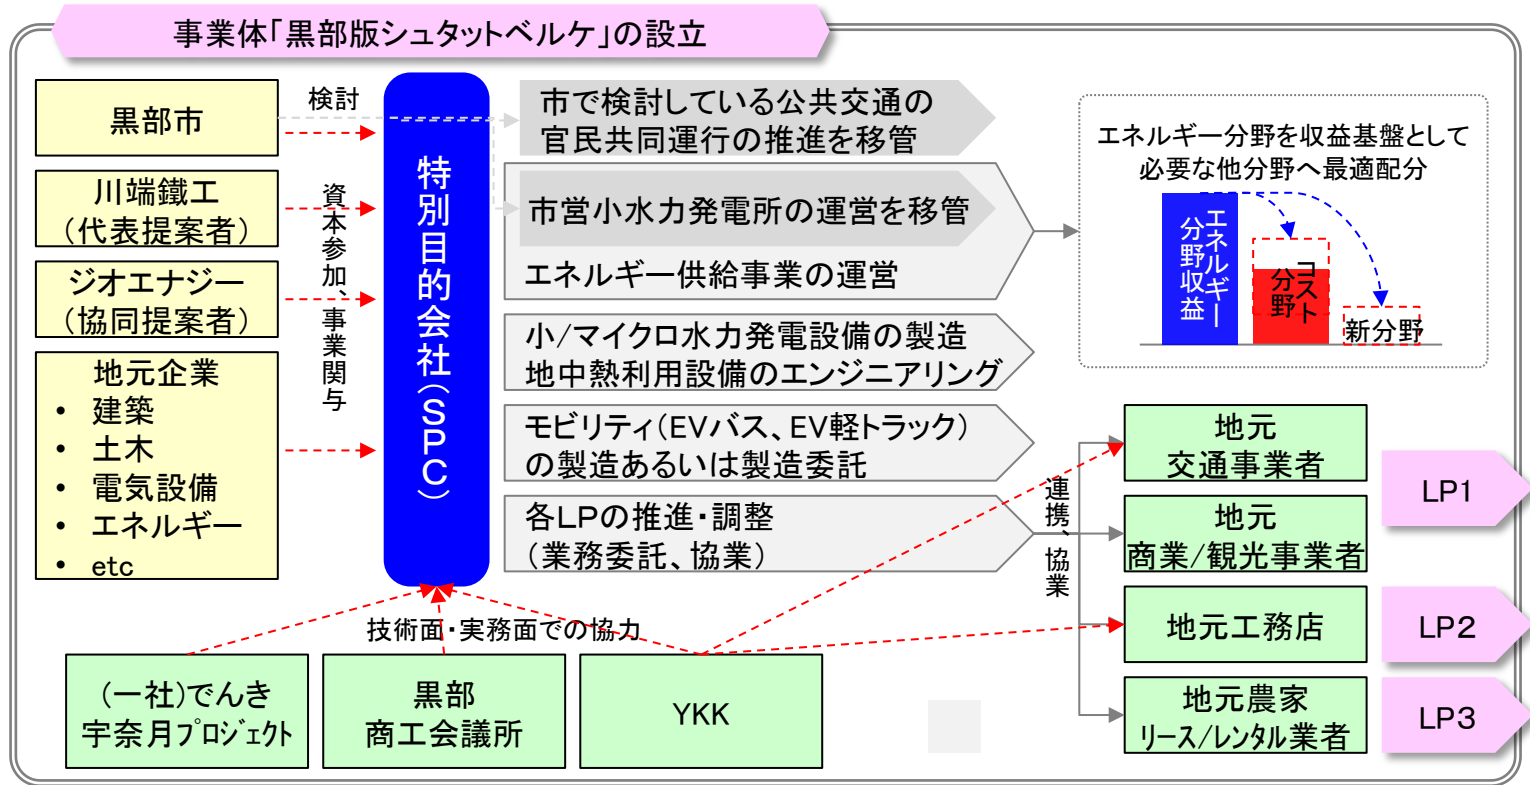 事業体「黒部版シュタットベルケ」の設立
黒部市
川端鐵工
(代表提案者)
ジオエナジー
(協同提案者)
地元企業
• 建築
• 土木
• 電気設備
• エネルギー
• etc
検討
資本参加、事業関与
特別目的会社(SPC)
市で検討している公共交通の
官民共同運行の推進を移管
市営小水力発電所の運営を移管
エネルギー供給事業の運営
小/マイクロ水力発電設備の製造
地中熱利用設備のエンジニアリング
モビリティ(EVバス、EV軽トラック)
の製造あるいは製造委託
各LPの推進・調整
(業務委託、協業)
エネルギー分野を収益基盤として
必要な他分野へ最適配分
エネルギー
分野収益
コスト
分野
新分野
連携、協業
地元
交通事業者
地元
商業/観光事業者
地元工務店
地元農家
リース/レンタル業者
LP1
LP2
LP3
技術面・実務面での協力
(一社)でんき
宇奈月プロジェクト
黒部
商工会議所
YKK